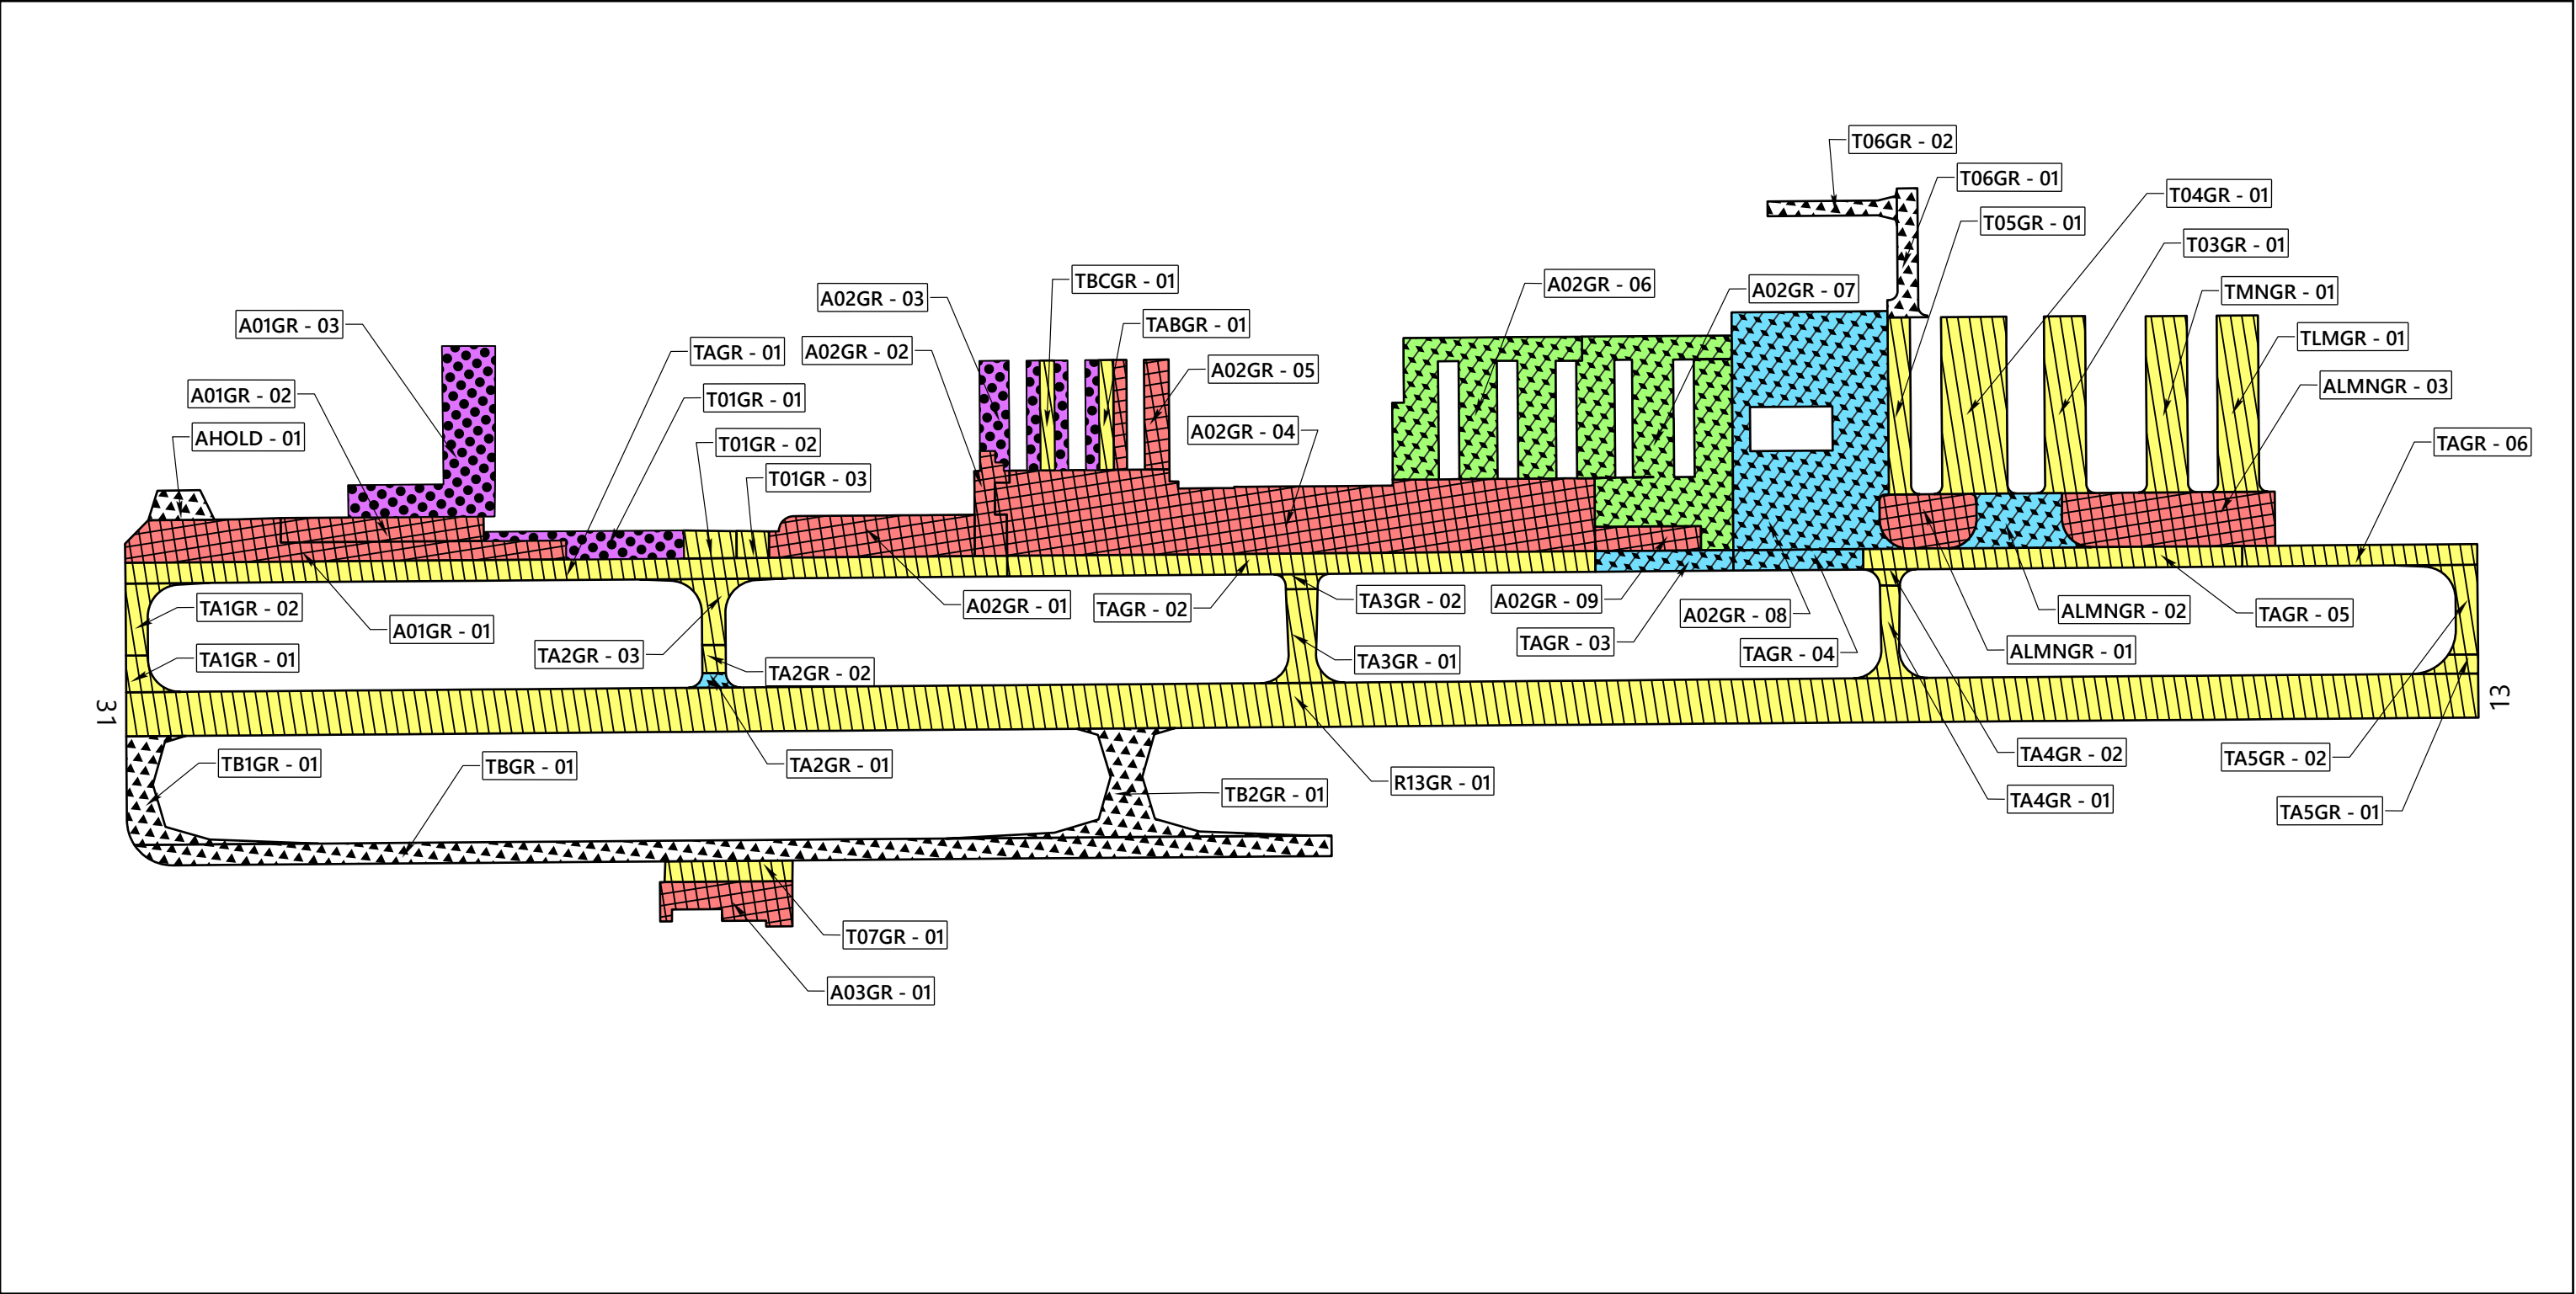 T06GR - 02
T06GR - 01
T04GR - 01
T05GR - 01
T03GR - 01
TBCGR - 01
A02GR - 06
A02GR - 07
TMNGR - 01
A02GR - 03
A01GR - 03
TABGR - 01
TLMGR - 01
TAGR - 01
A02GR - 02
A02GR - 05
ALMNGR - 03
A01GR - 02
T01GR - 01
AHOLD - 01
T01GR - 02
A02GR - 04
TAGR - 06
T01GR - 03
TA1GR - 02
A02GR - 01
TAGR - 02
TA3GR - 02
A02GR - 09
A02GR - 08
ALMNGR - 02
TAGR - 05
A01GR - 01
TA2GR - 03
TAGR - 03
TAGR - 04
ALMNGR - 01
TA1GR - 01
TA2GR - 02
TA3GR - 01
31
13
TB1GR - 01
TBGR - 01
TA2GR - 01
R13GR - 01
TA4GR - 02
TA5GR - 02
TB2GR - 01
TA4GR - 01
TA5GR - 01
T07GR - 01
A03GR - 01